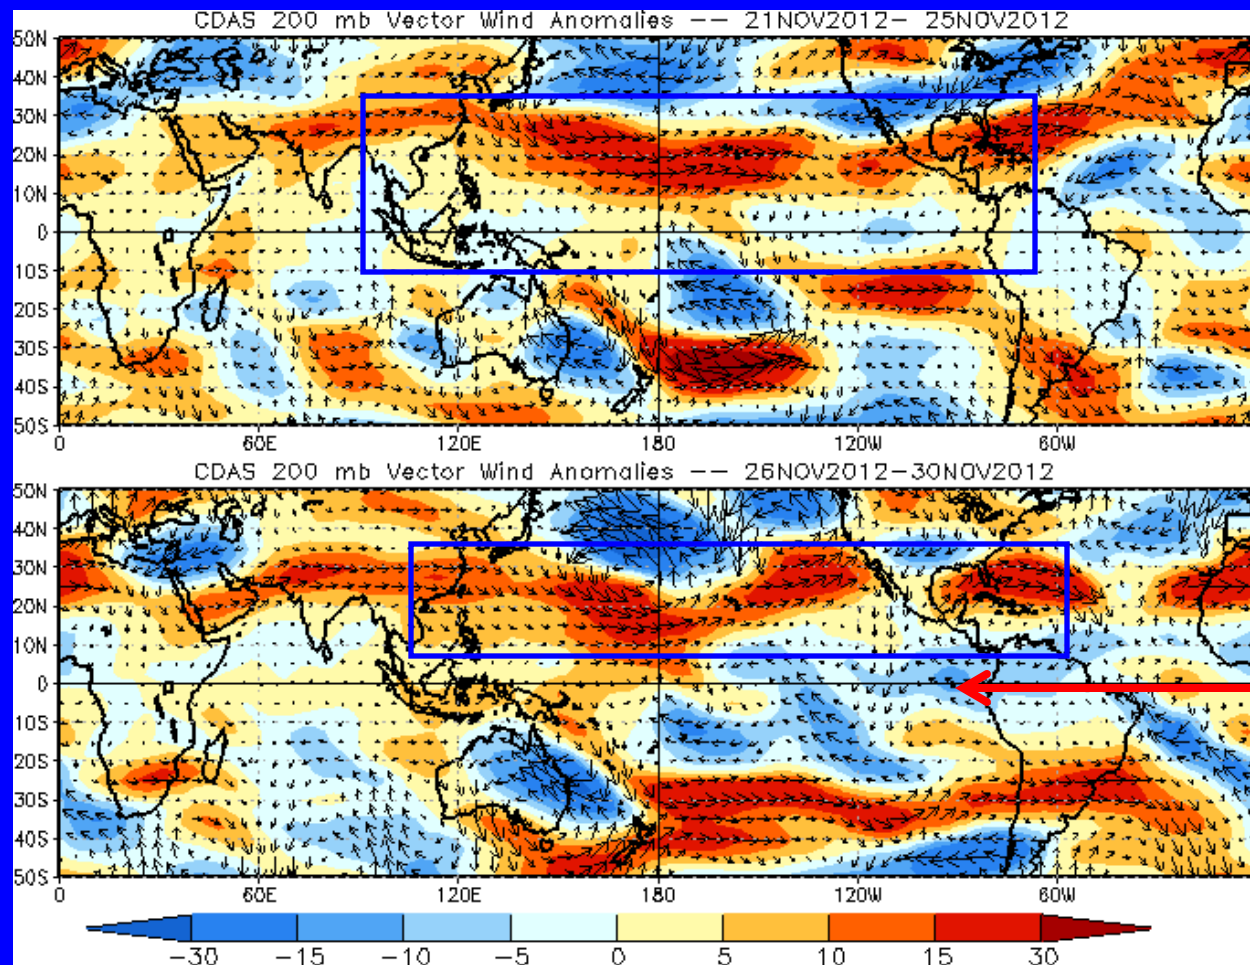 CDAS 200 mb Vector Wind Anomalies -- 21NOV2012- 25NOV2012
50N
40N
30N
20N
10N
0
10S
20S
30S
40S
50S
0 60E 120E 180 120W 60W
CDAS 200 mb Vector Wind Anomalies -- 26NOV2012-30NOV2012
50N
40N
30N
20N
10N
0
10S
20S
30S
40S
50S
0 60E 120E 180 120W 60W
-30 -15 -10 -5 0 5 10 15 30